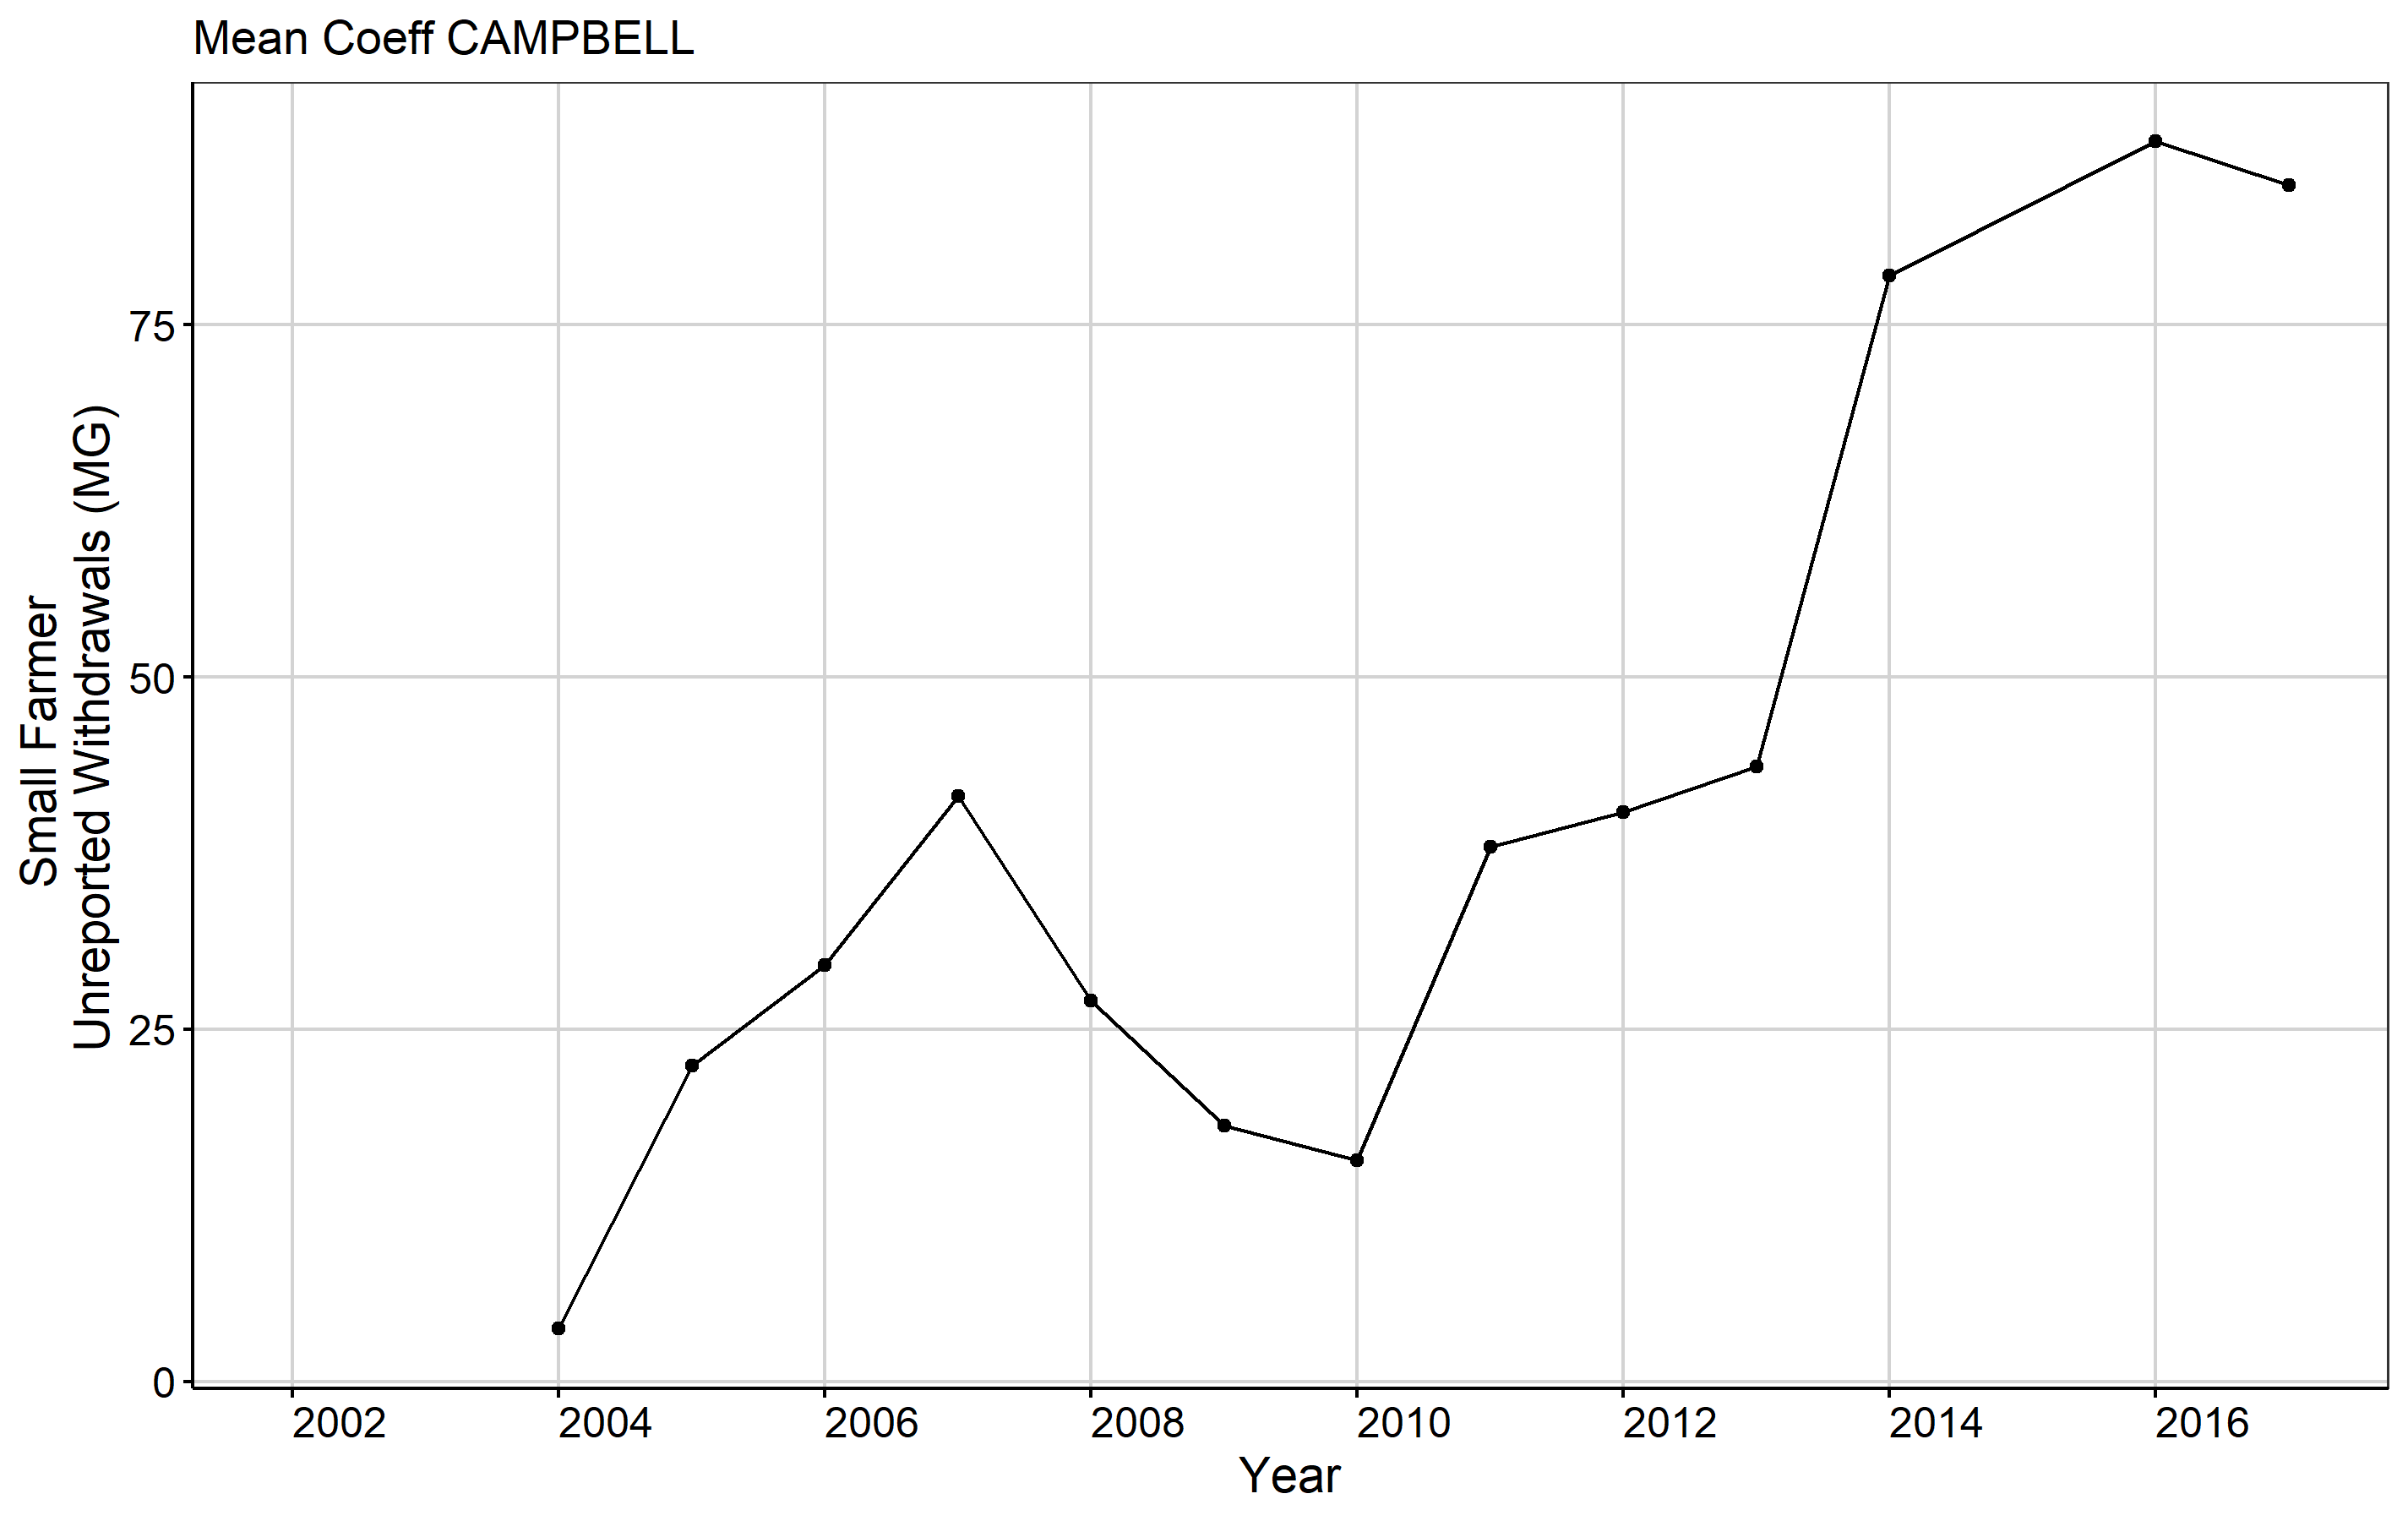 Mean Coeff CAMPBELL
Small Farmer
Unreported Withdrawals (MG)
75
50
25
0
2002 2004 2006 2008 2010 2012 2014 2016
Year